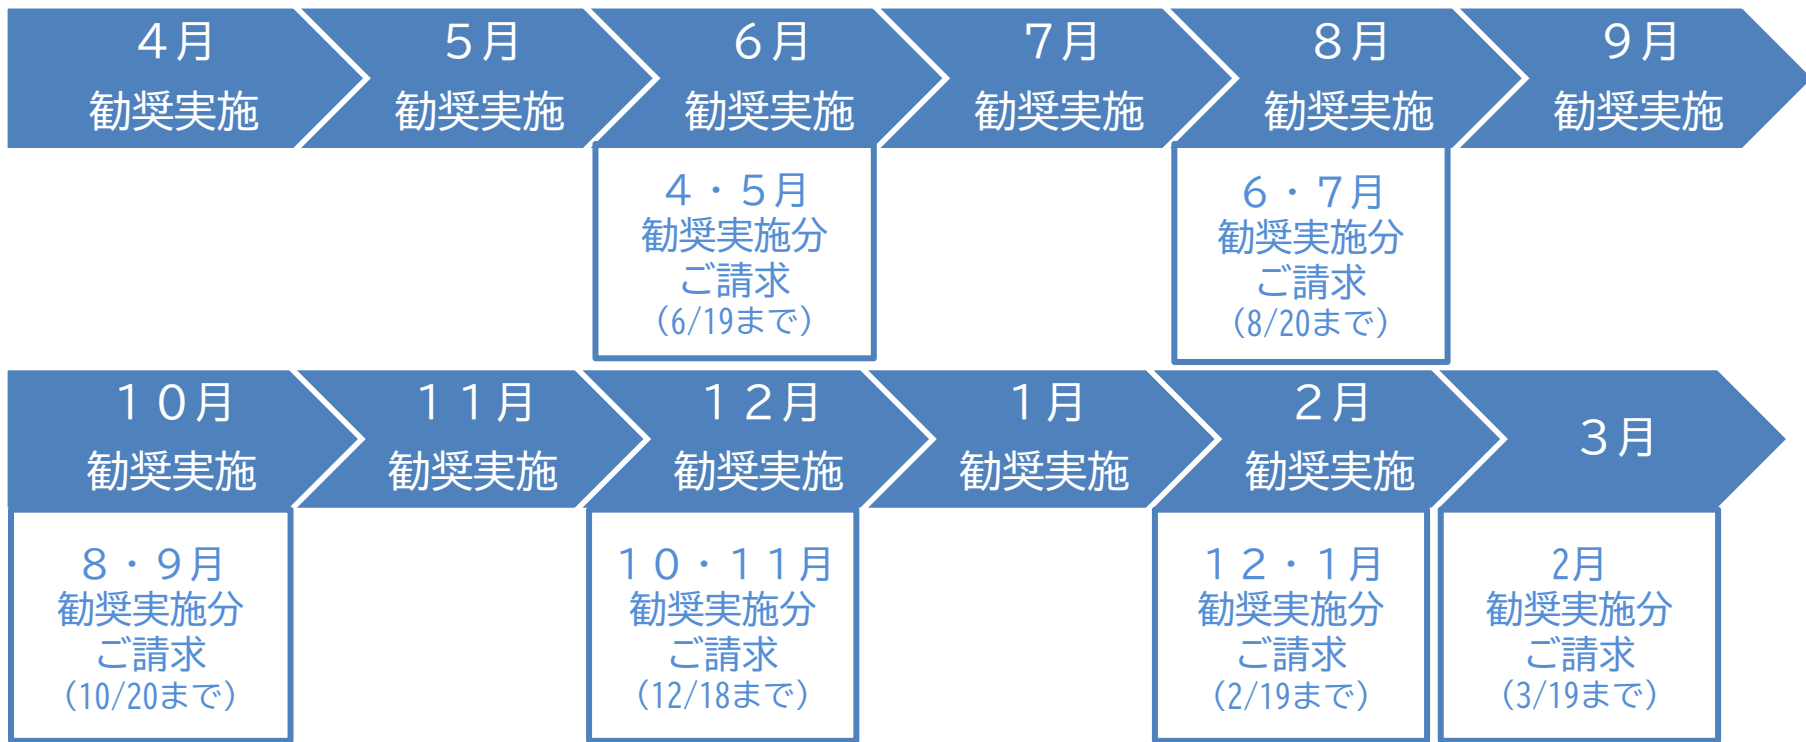 ４月
勧奨実施
５月
勧奨実施
６月
勧奨実施
７月
勧奨実施
８月
勧奨実施
９月
勧奨実施
４・５月
勧奨実施分
ご請求
（6/19まで）
６・７月
勧奨実施分
ご請求
（8/20まで）
１０月
勧奨実施
１１月
勧奨実施
１２月
勧奨実施
１月
勧奨実施
２月
勧奨実施
３月
８・９月
勧奨実施分
ご請求
（10/20まで）
１０・１１月
勧奨実施分
ご請求
（12/18まで）
１２・１月
勧奨実施分
ご請求
（2/19まで）
2月
勧奨実施分
ご請求
（3/19まで）